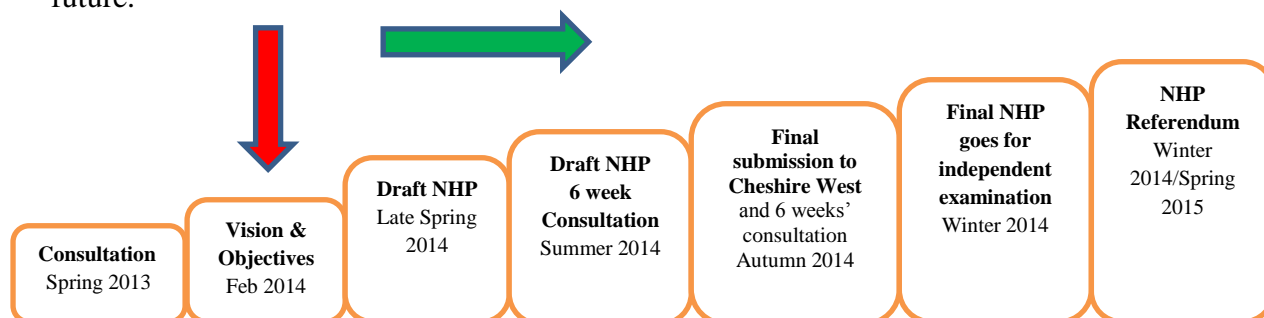 future.
Consultation
Spring 2013
Vision &
Objectives
Feb 2014
Draft NHP
Late Spring
2014
Draft NHP
6 week
Consultation
Summer 2014
Final
submission to
Cheshire West
and 6 weeks’
consultation
Autumn 2014
Final NHP
goes for
independent
examination
Winter 2014
NHP
Referendum
Winter
2014/Spring
2015